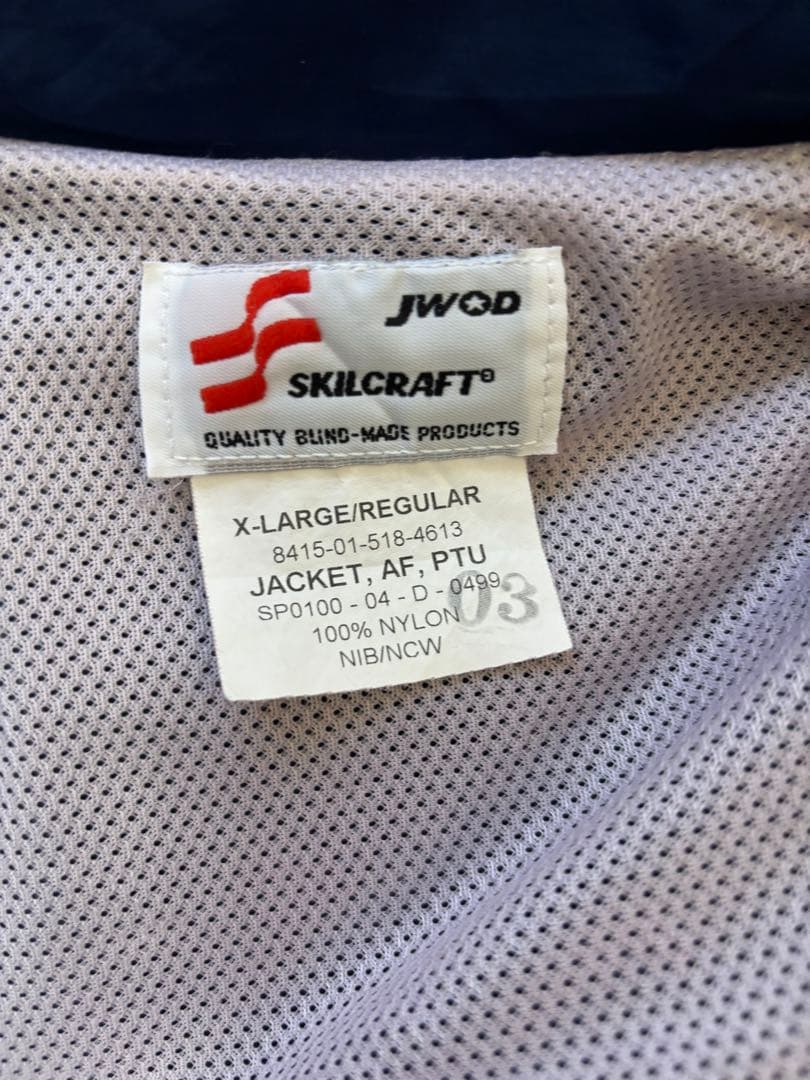 JW★D
SKILCRAFT®
QUALITY BLIND-MADE PRODUCTS
X-LARGE/REGULAR
8415-01-518-4613
JACKET, AF, PTU
SP0100 - 04 - D - 0499
03
100% NYLON
NIB/NCW